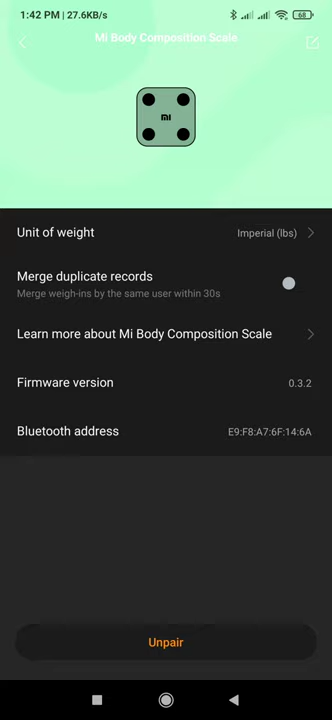 1:42 PM | 27.6KB/s
68
Mi Body Composition Scale
mi
Unit of weight
Imperial (lbs)
Merge duplicate records
Merge weigh-ins by the same user within 30s
Learn more about Mi Body Composition Scale
Firmware version
0.3.2
Bluetooth address
E9:F8:A7:6F:14:6A
Unpair